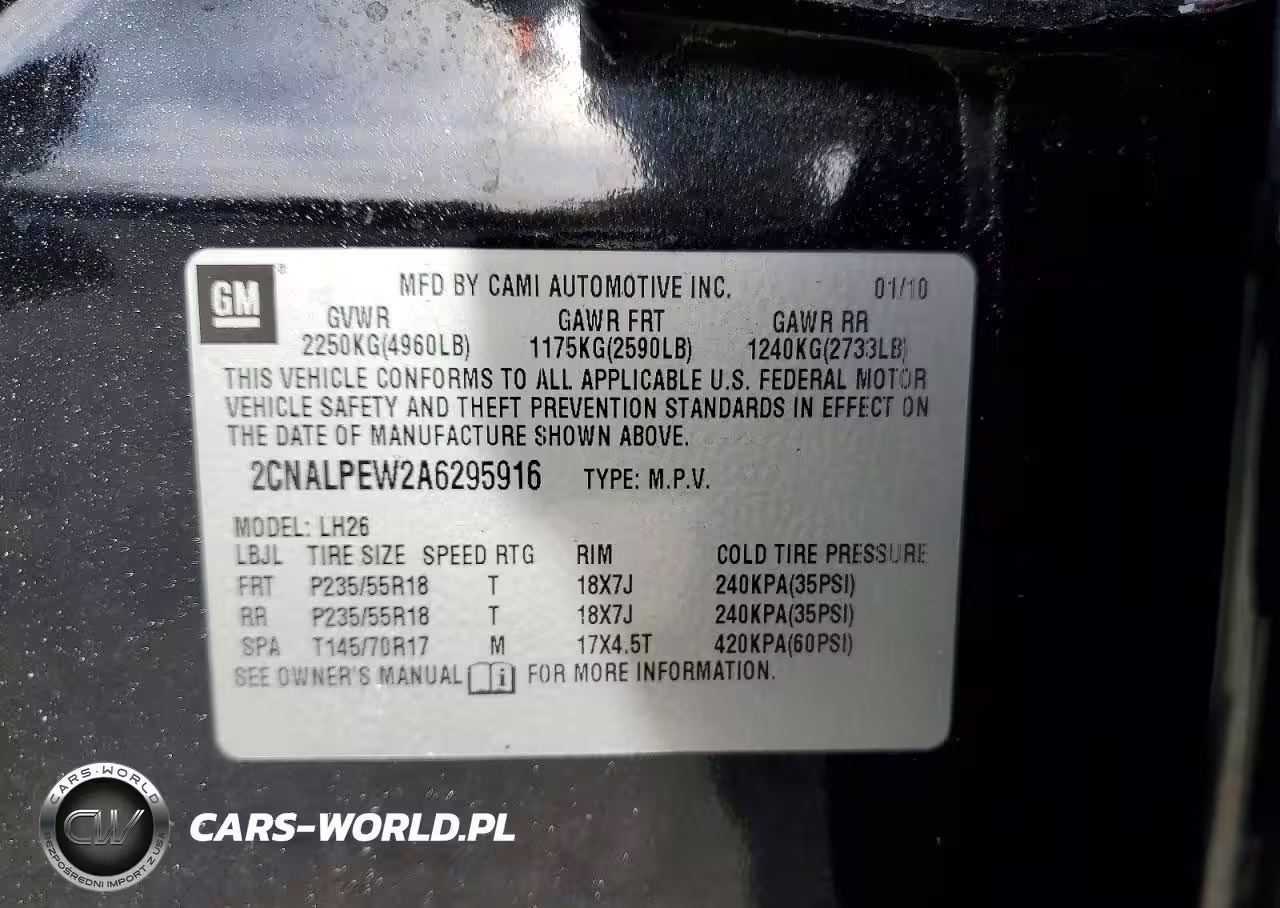 GM
®
MFD BY CAMI AUTOMOTIVE INC. 01/10
GVWR GAWR FRT GAWR RR
2250KG(4960LB) 1175KG(2590LB) 1240KG(2733LB)
THIS VEHICLE CONFORMS TO ALL APPLICABLE U.S. FEDERAL MOTOR
VEHICLE SAFETY AND THEFT PREVENTION STANDARDS IN EFFECT ON
THE DATE OF MANUFACTURE SHOWN ABOVE.
2CNALPEW2A6295916 TYPE: M.P.V.
MODEL: LH26
LBJL TIRE SIZE SPEED RTG RIM COLD TIRE PRESSURE
FRT P235/55R18 T 18X7J 240KPA(35PSI)
RR P235/55R18 T 18X7J 240KPA(35PSI)
SPA T145/70R17 M 17X4.5T 420KPA(60PSI)
SEE OWNER'S MANUAL i FOR MORE INFORMATION.
CARS-WORLD
CW
BEZPOŚREDNI IMPORT Z USA
CARS-WORLD.PL